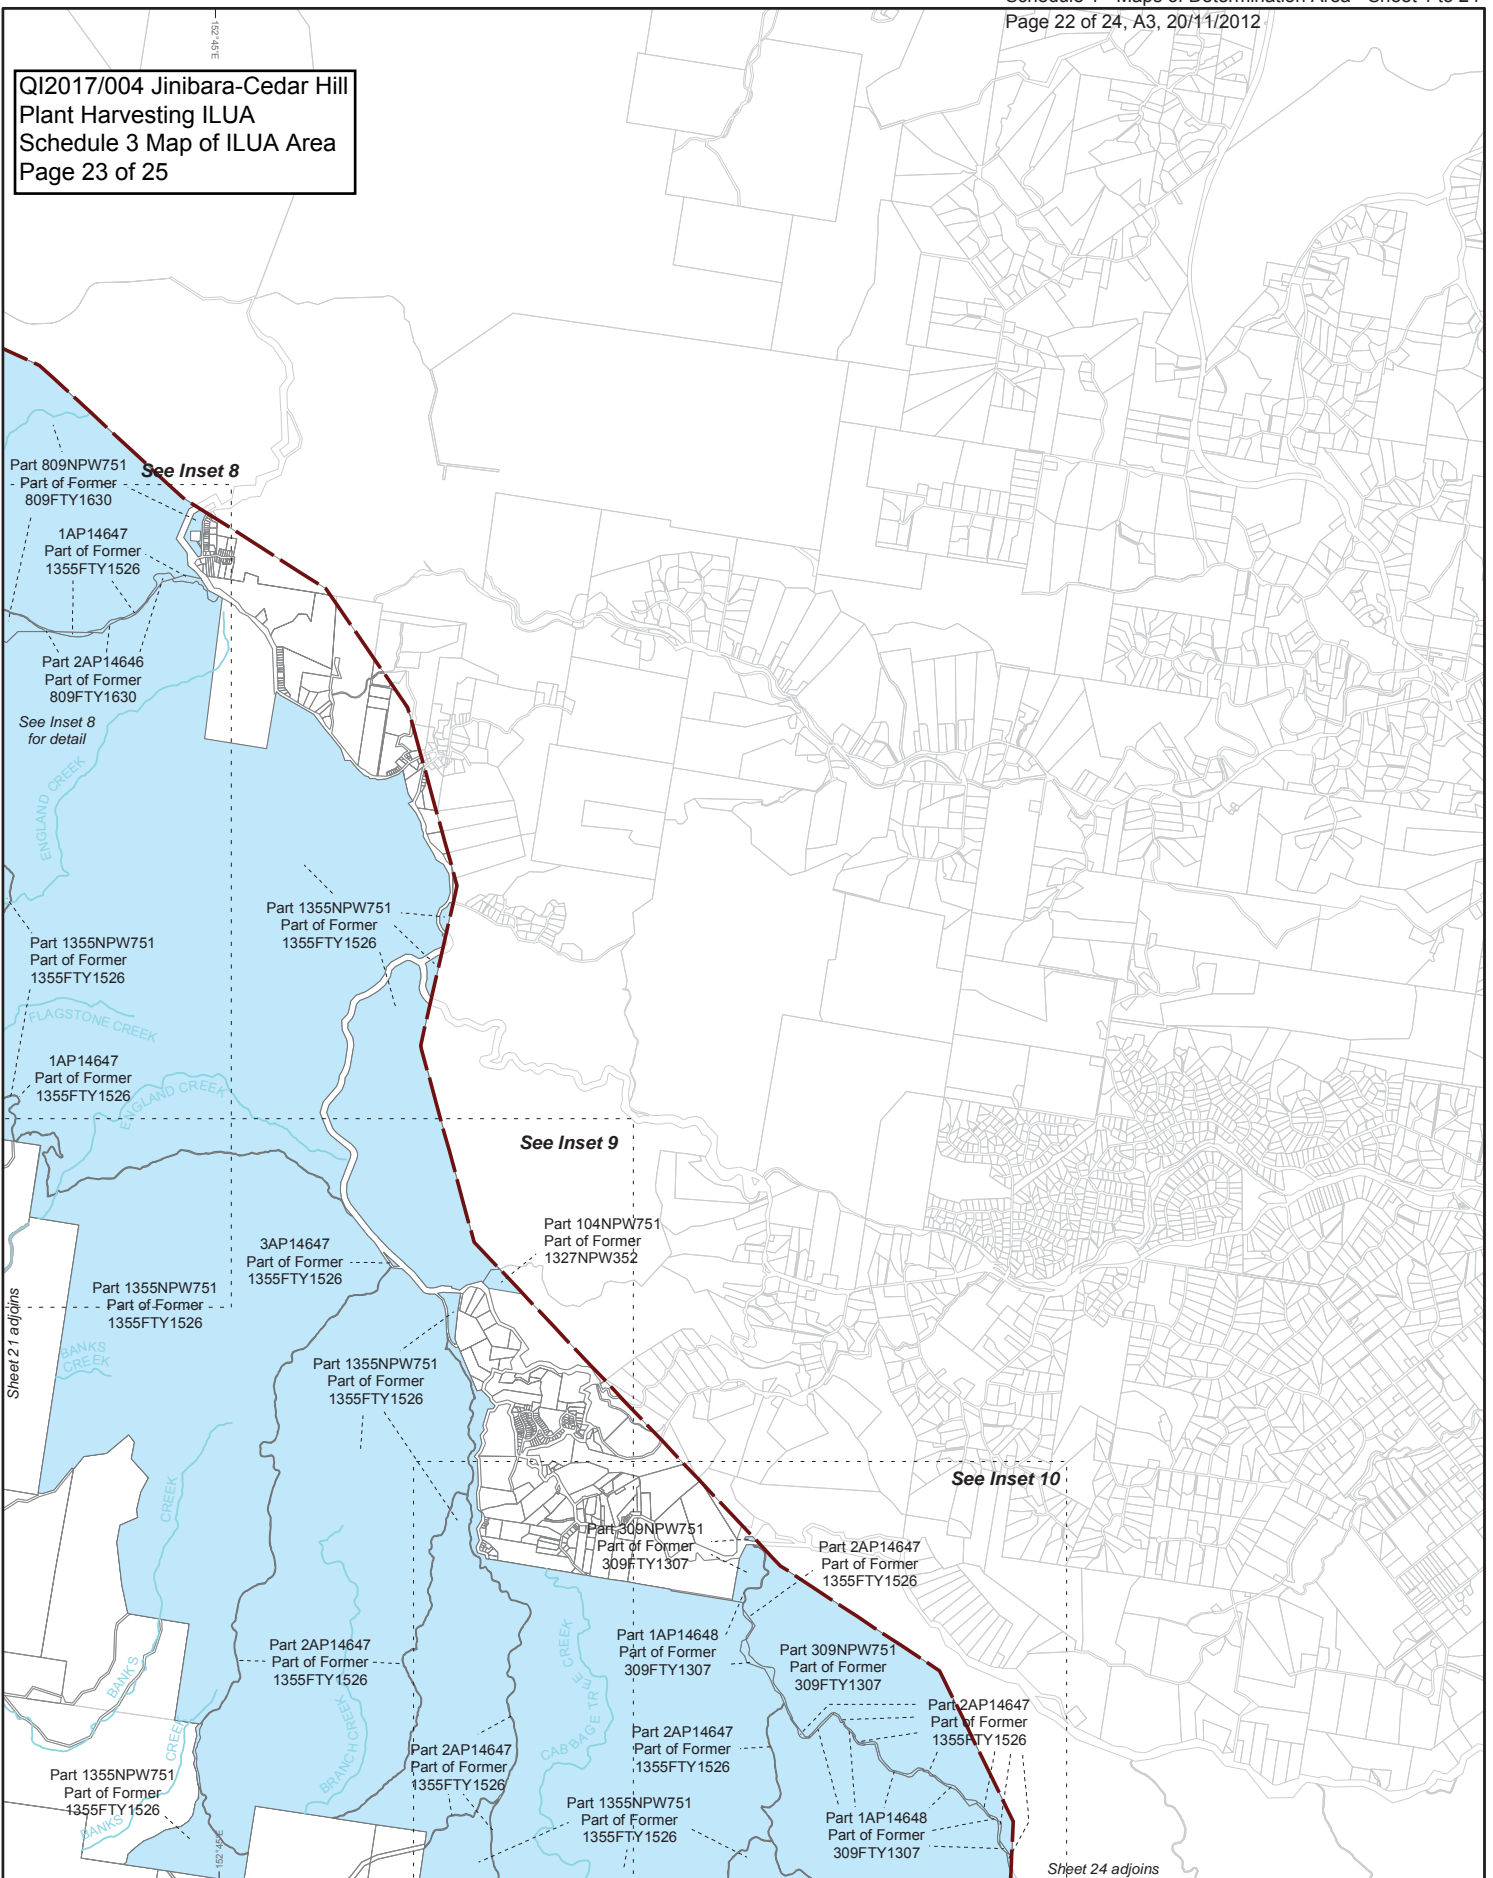 Page 22 of 24, A3, 20/11/2012
152°45'E
QI2017/004 Jinibara-Cedar Hill
Plant Harvesting ILUA
Schedule 3 Map of ILUA Area
Page 23 of 25
Part 809NPW751
Part of Former
809FTY1630
See Inset 8
1AP14647
Part of Former
1355FTY1526
Part 2AP14646
Part of Former
809FTY1630
See Inset 8
for detail
ENGLAND CREEK
Part 1355NPW751
Part of Former
1355FTY1526
Part 1355NPW751
Part of Former
1355FTY1526
FLAGSTONE CREEK
1AP14647
Part of Former
1355FTY1526
ENGLAND CREEK
See Inset 9
Part 104NPW751
Part of Former
1327NPW352
3AP14647
Part of Former
1355FTY1526
Part 1355NPW751
Part of Former
1355FTY1526
Sheet 21 adjoins
BANKS
CREEK
Part 1355NPW751
Part of Former
1355FTY1526
See Inset 10
CREEK
Part 309NPW751
Part of Former
309FTY1307
Part 2AP14647
Part of Former
1355FTY1526
Part 1AP14648
Part of Former
309FTY1307
Part 309NPW751
Part of Former
309FTY1307
Part 2AP14647
Part of Former
1355FTY1526
BANKS
CREEK
BRANCH CREEK
CABBAGE TREE CREEK
Part 2AP14647
Part of Former
1355FTY1526
Part 2AP14647
Part of Former
1355FTY1526
Part 2AP14647
Part of Former
1355FTY1526
Part 1355NPW751
Part of Former
1355FTY1526
BANKS
Part 1355NPW751
Part of Former
1355FTY1526
Part 1AP14648
Part of Former
309FTY1307
152°45'E
Sheet 24 adjoins